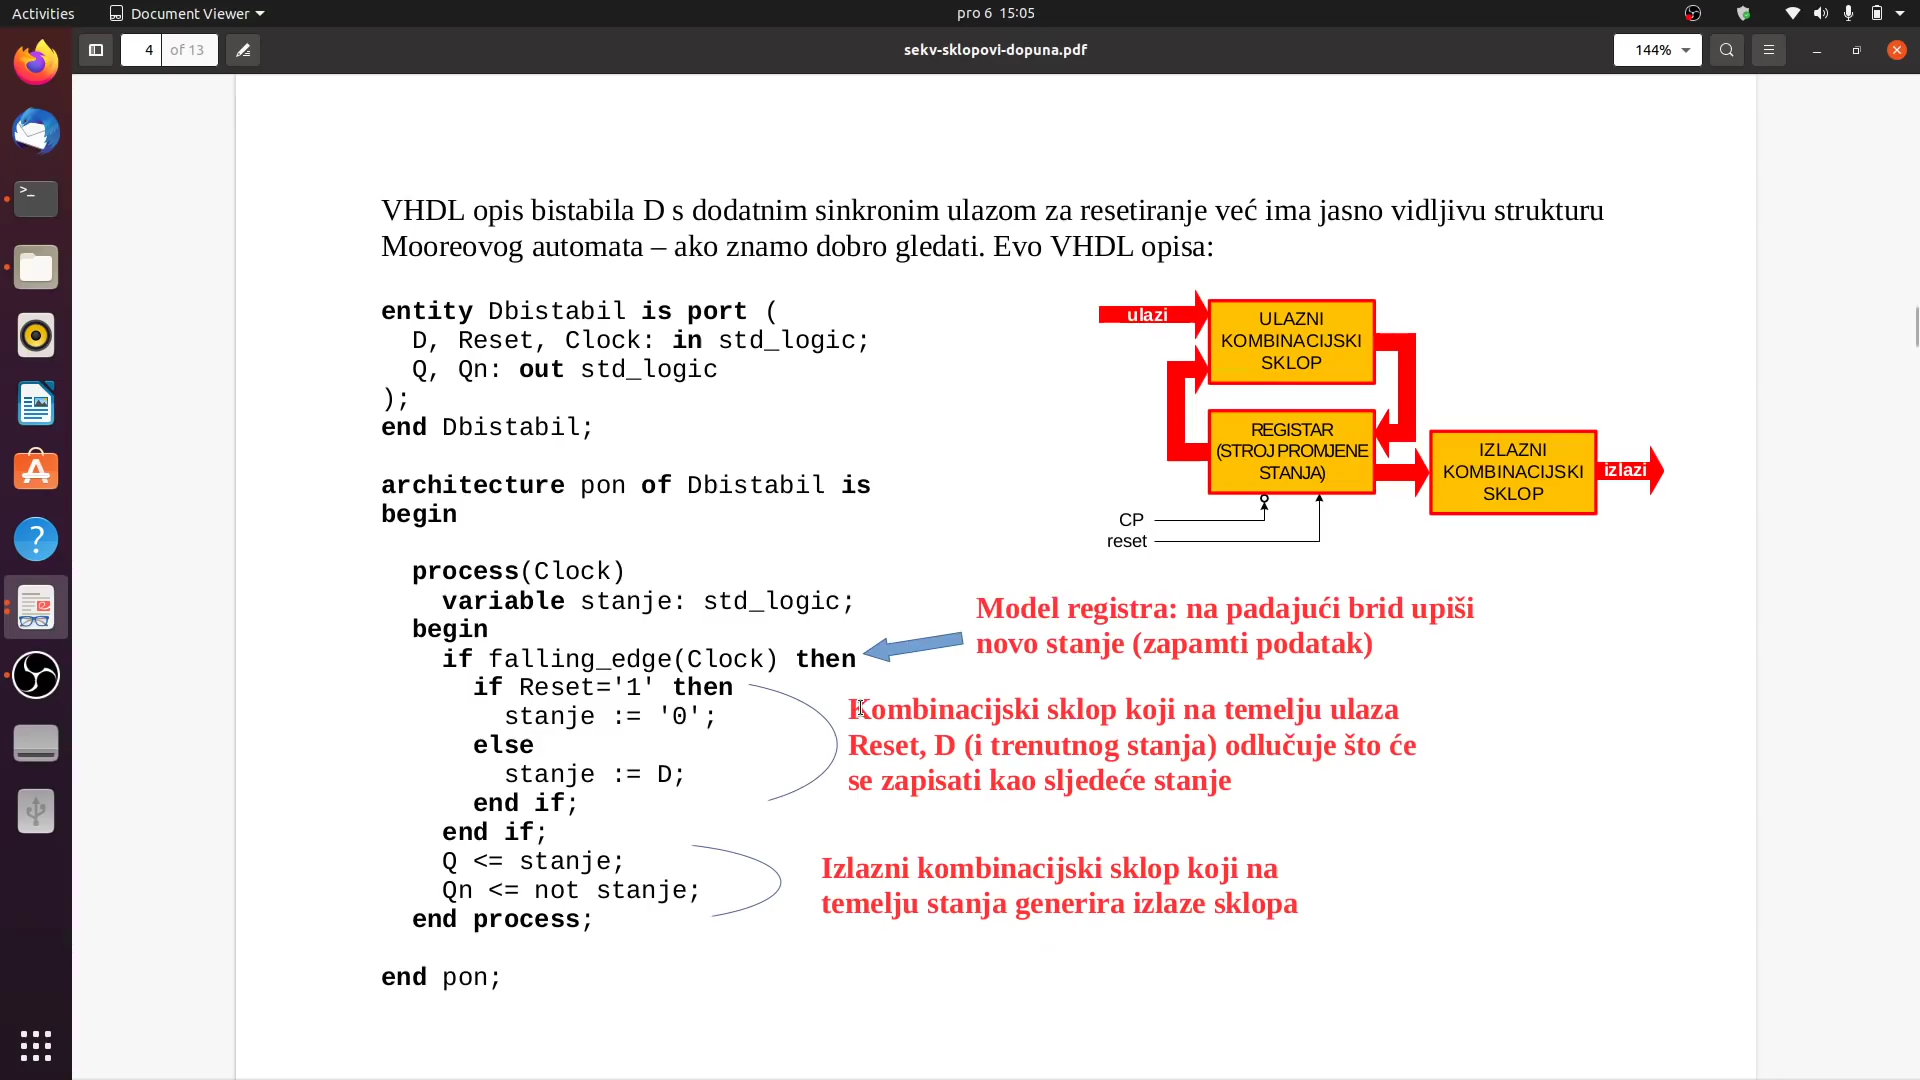 Activities
Document Viewer
pro 6 15:05
4 of 13
sekv-sklopovi-dopuna.pdf
144%
VHDL opis bistabila D s dodatnim sinkronim ulazom za resetiranje već ima jasno vidljivu strukturu
Mooreovog automata – ako znamo dobro gledati. Evo VHDL opisa:
entity Dbistabil is port (
D, Reset, Clock: in std_logic;
Q, Qn: out std_logic
);
end Dbistabil;
architecture pon of Dbistabil is
begin
process(Clock)
variable stanje: std_logic;
begin
if falling_edge(Clock) then
if Reset='1' then
stanje := '0';
else
stanje := D;
end if;
end if;
Q <= stanje;
Qn <= not stanje;
end process;
end pon;
ulazi
ULAZNI
KOMBINACIJSKI
SKLOP
REGISTAR
(STROJ PROMJENE
STANJA)
IZLAZNI
KOMBINACIJSKI
SKLOP
izlazi
CP
reset
Model registra: na padajući brid upiši
novo stanje (zapamti podatak)
Kombinacijski sklop koji na temelju ulaza
Reset, D (i trenutnog stanja) odlučuje što će
se zapisati kao sljedeće stanje
Izlazni kombinacijski sklop koji na
temelju stanja generira izlaze sklopa